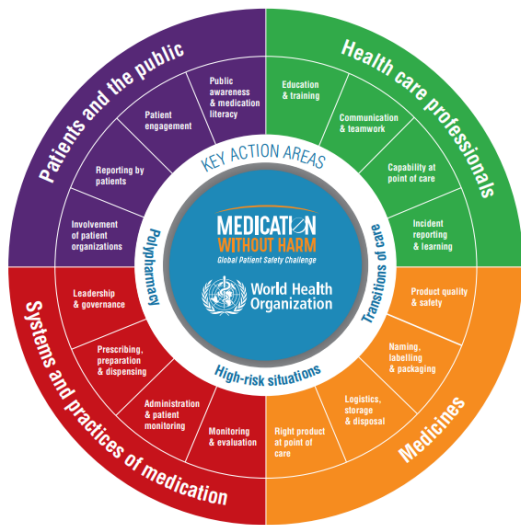 Patients and the public
Public
awareness
& medication
literacy
Patient
engagement
Reporting by
patients
Involvement
of patient
organizations
Health care professionals
Education
& training
Communication
& teamwork
Capability at
point of care
Incident
reporting
& learning
KEY ACTION AREAS
Polypharmacy
Transitions of care
High-risk situations
MEDICATION
WITHOUT HARM
Global Patient Safety Challenge
World Health
Organization
Systems and practices of medication
Leadership
& governance
Prescribing,
preparation
& dispensing
Administration
& patient
monitoring
Monitoring
& evaluation
Medicines
Product quality
& safety
Naming,
labelling
& packaging
Logistics,
storage
& disposal
Right product
at point of
care